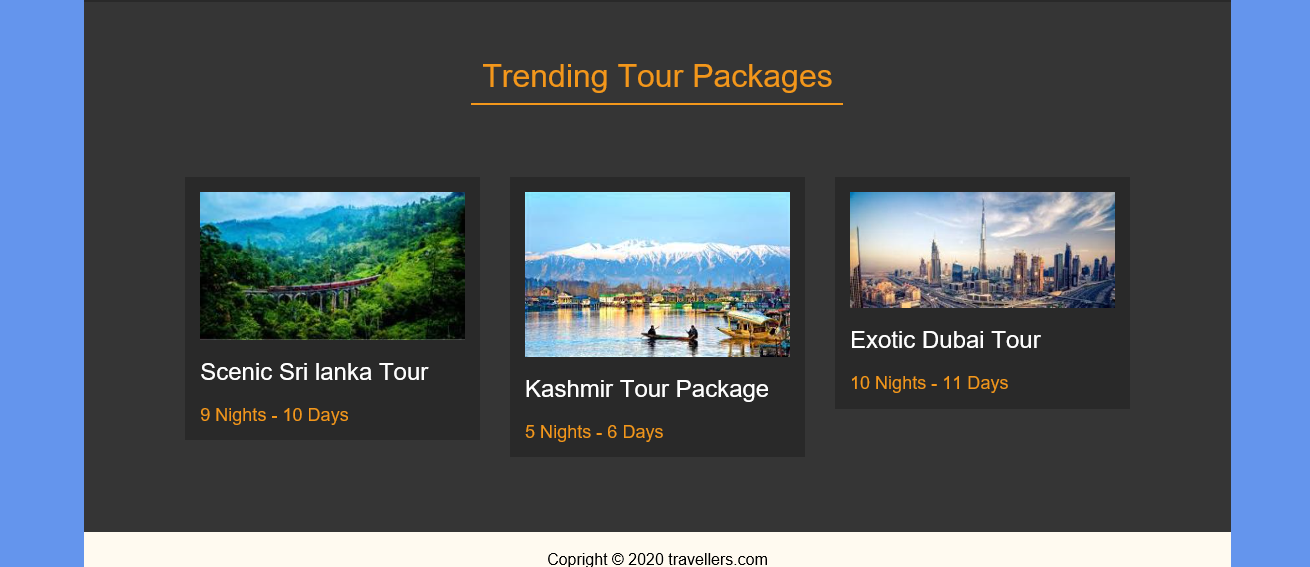 Trending Tour Packages
Scenic Sri lanka Tour
9 Nights - 10 Days
Kashmir Tour Package
5 Nights - 6 Days
Exotic Dubai Tour
10 Nights - 11 Days
Copright © 2020 travellers.com